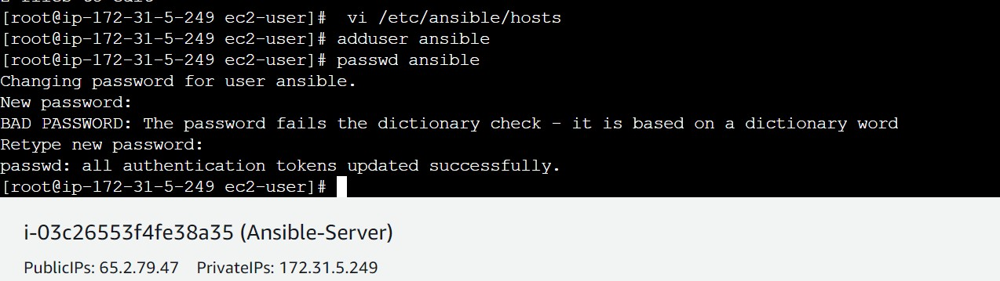 [root@ip-172-31-5-249 ec2-user]#  vi /etc/ansible/hosts
[root@ip-172-31-5-249 ec2-user]# adduser ansible
[root@ip-172-31-5-249 ec2-user]# passwd ansible
Changing password for user ansible.
New password:
BAD PASSWORD: The password fails the dictionary check - it is based on a dictionary word
Retype new password:
passwd: all authentication tokens updated successfully.
[root@ip-172-31-5-249 ec2-user]#
i-03c26553f4fe38a35 (Ansible-Server)
PublicIPs: 65.2.79.47 PrivateIPs: 172.31.5.249